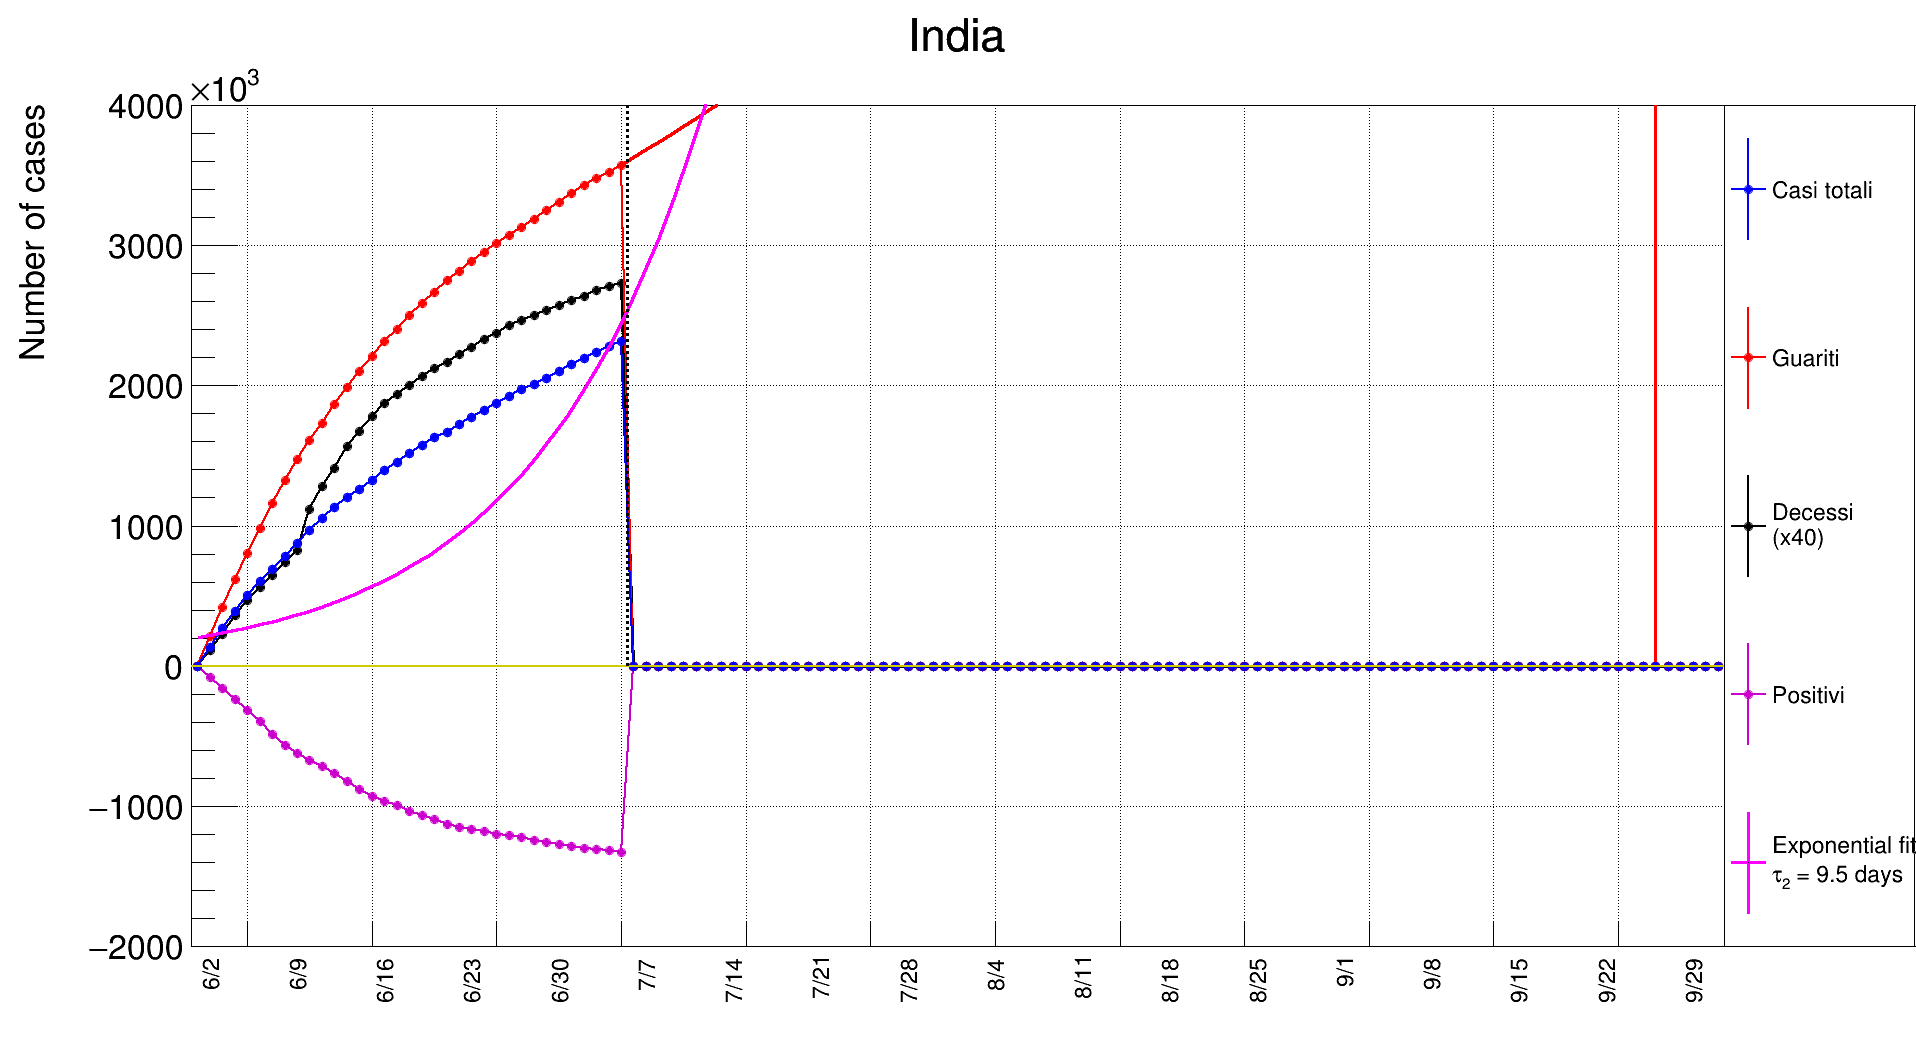 India
×10³
Number of cases
4000
3000
2000
1000
0
−1000
−2000
6/2
6/9
6/16
6/23
6/30
7/7
7/14
7/21
7/28
8/4
8/11
8/18
8/25
9/1
9/8
9/15
9/22
9/29
Casi totali
Guariti
Decessi
(x40)
Positivi
Exponential fit
τ₂ = 9.5 days